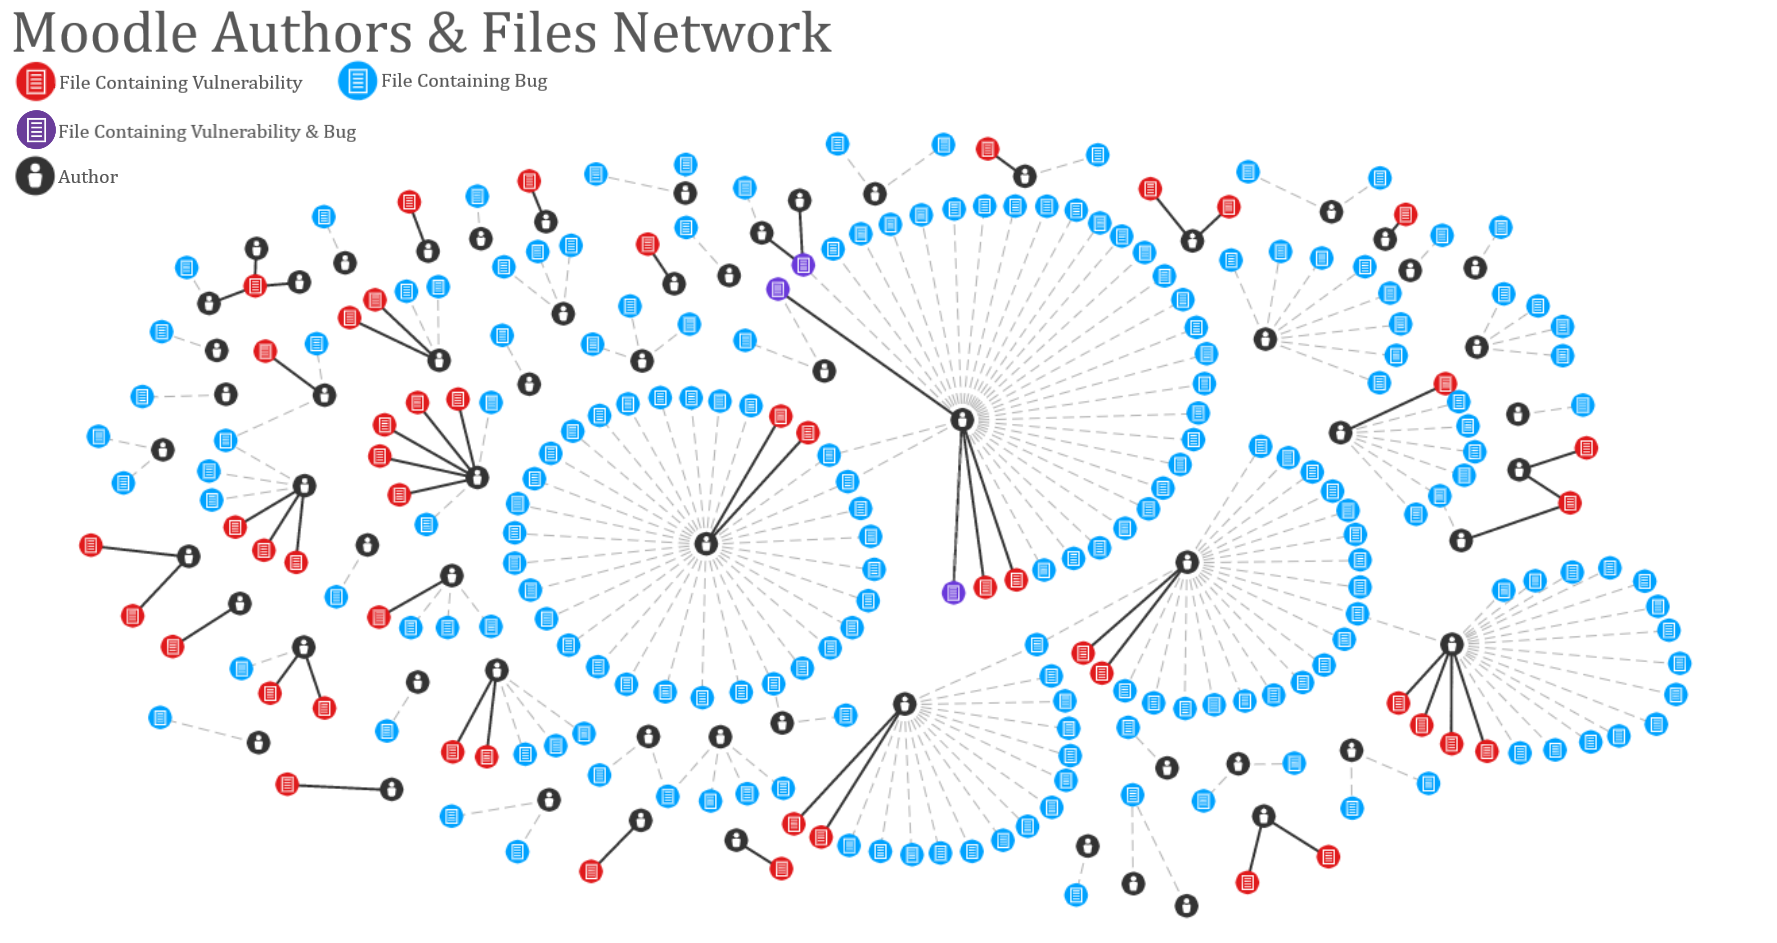 Moodle Authors & Files Network
File Containing Vulnerability
File Containing Bug
File Containing Vulnerability & Bug
Author